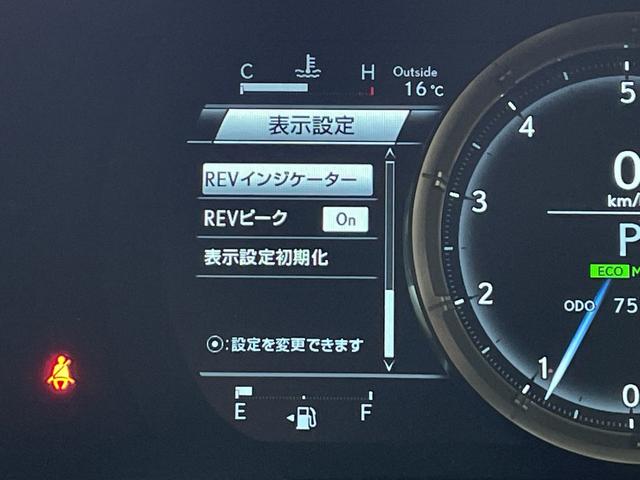 C H Outside
16℃
表示設定
REVインジケーター
REVピーク On
表示設定初期化
⦿:設定を変更できます
E F
5
4
3
2
1
0
0
km/
P
ECO M
ODO 75